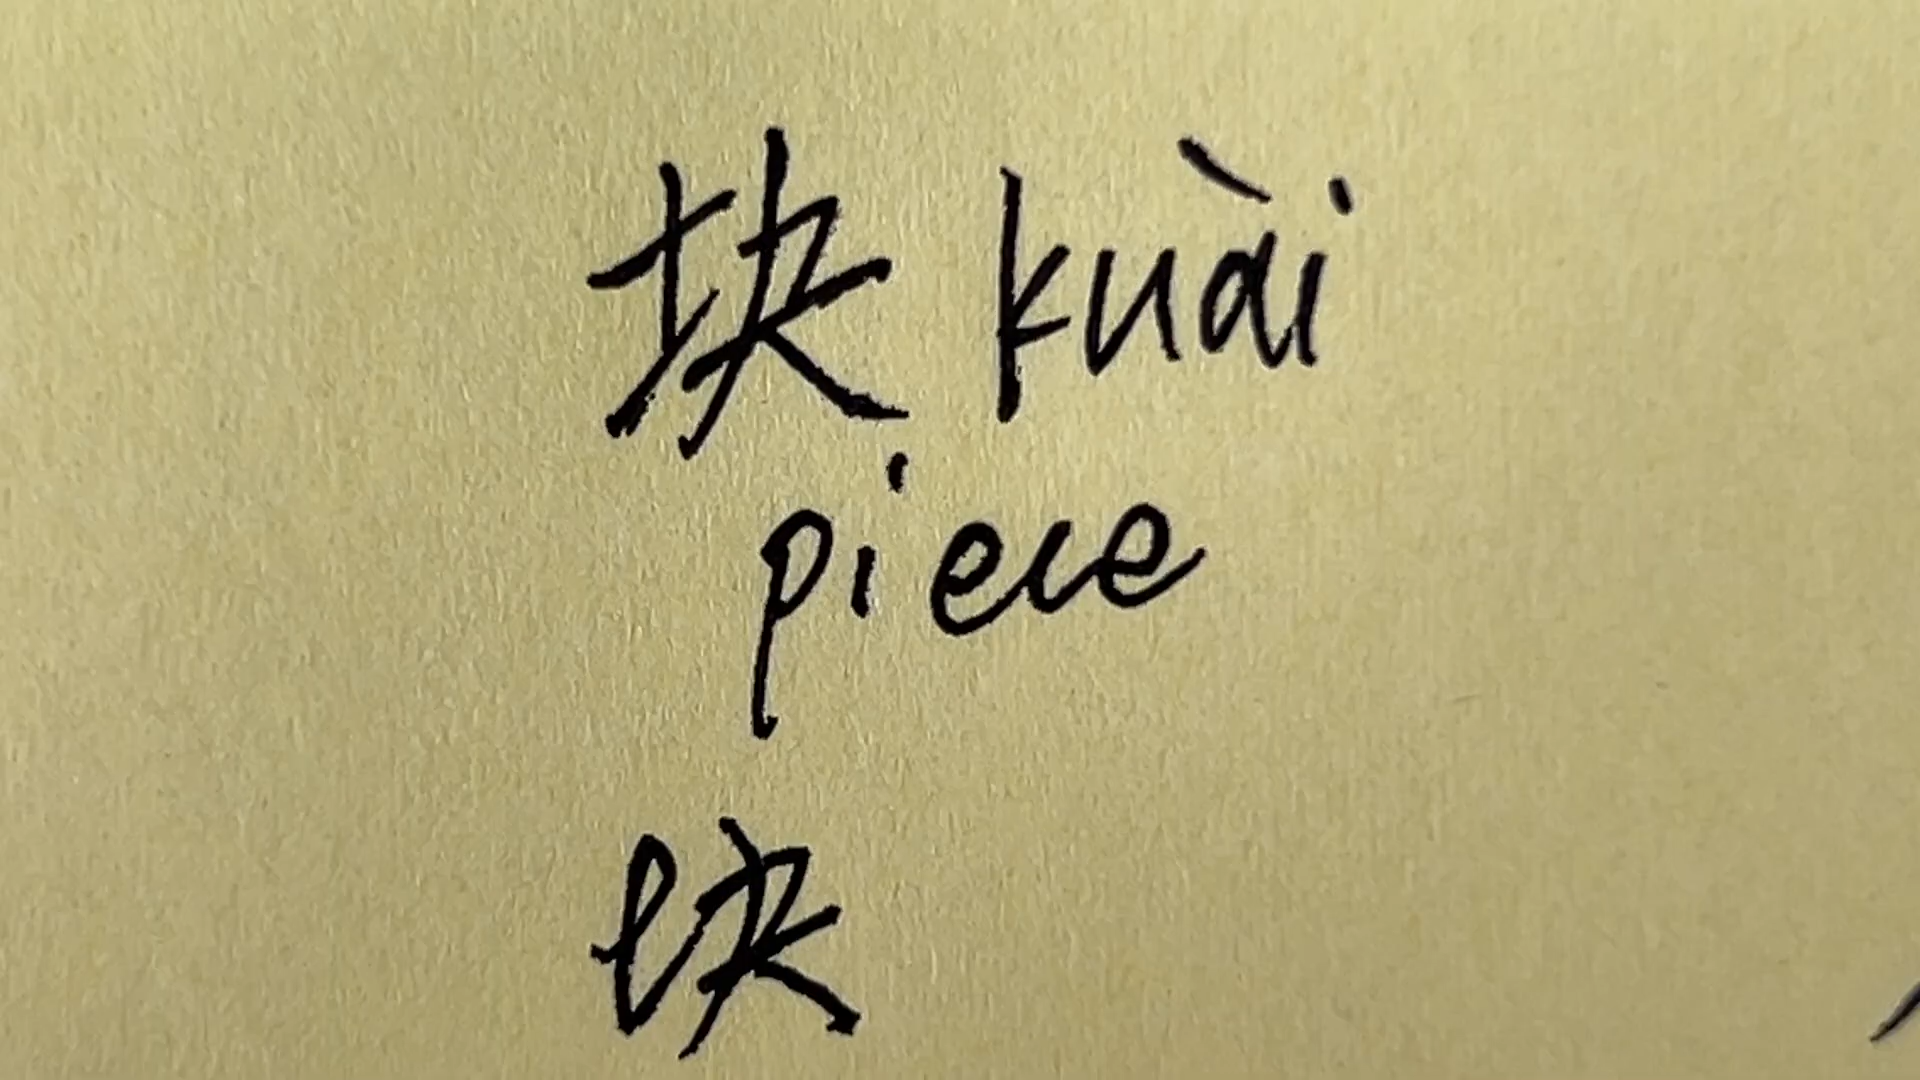 块 kuài
piece
块